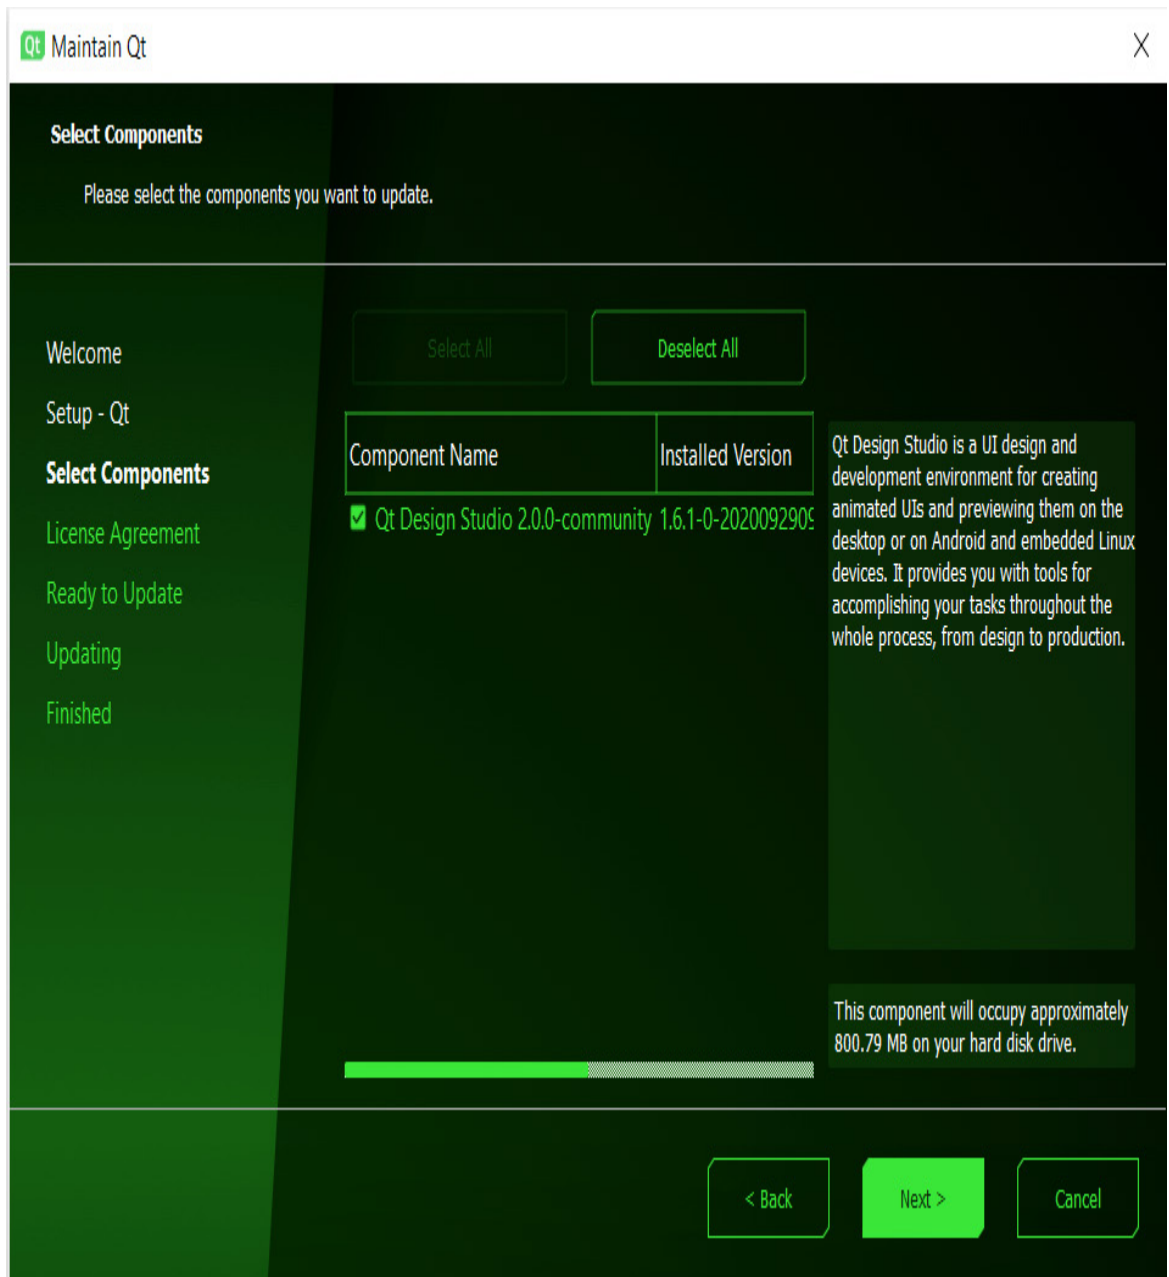 Qt Maintain Qt X
Select Components
Please select the components you want to update.
Welcome
Setup - Qt
Select Components
License Agreement
Ready to Update
Updating
Finished
Select All Deselect All
Component Name Installed Version
Qt Design Studio 2.0.0-community 1.6.1-0-202009290
Qt Design Studio is a UI design and
development environment for creating
animated UIs and previewing them on the
desktop or on Android and embedded Linux
devices. It provides you with tools for
accomplishing your tasks throughout the
whole process, from design to production.
This component will occupy approximately
800.79 MB on your hard disk drive.
< Back Next > Cancel